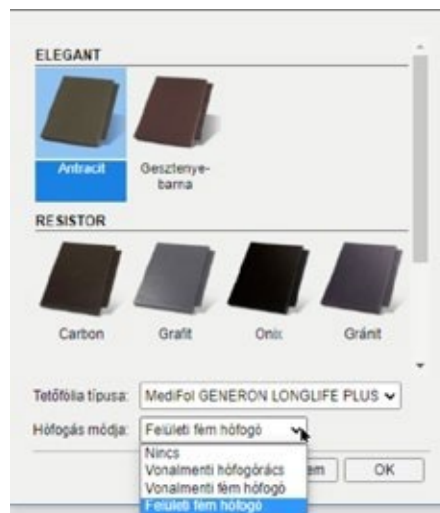 ELEGANT
Antracit
Gesztenye-
barna
RESISTOR
Carbon
Grafit
Onix
Gránit
Tetőfólia típusa: MediFol GENERON LONGLIFE PLUS
Hófogás módja: Felületi fém hófogó
Nincs
Vonalmenti hófogórács
Vonalmenti fém hófogó
Felületi fém hófogó
OK